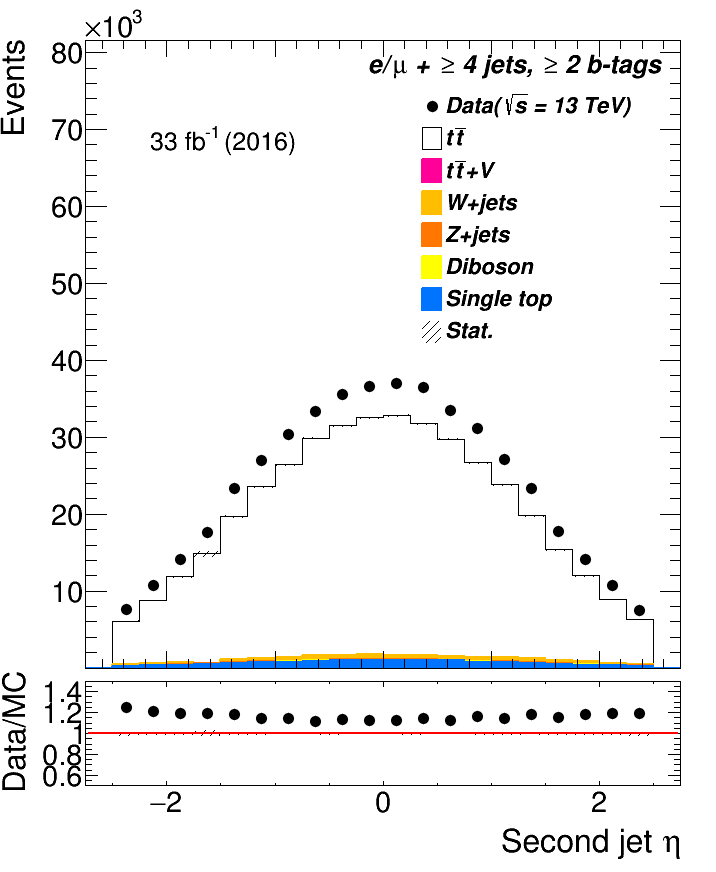 ×10³
Events
80
70
60
50
40
30
20
10
e/μ + ≥ 4 jets, ≥ 2 b-tags
33 fb⁻¹ (2016)
Data(√s = 13 TeV)
tt̅
tt̅+V
W+jets
Z+jets
Diboson
Single top
Stat.
Data/MC
1.4
1.2
1
0.8
0.6
−2
0
2
Second jet η